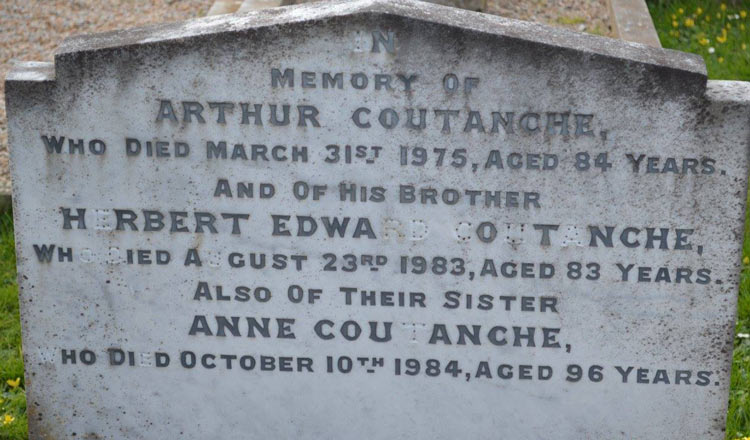 IN
MEMORY OF
ARTHUR COUTANCHE,
WHO DIED MARCH 31ST 1975, AGED 84 YEARS.
AND OF HIS BROTHER
HERBERT EDWARD COUTANCHE,
WHO DIED AUGUST 23RD 1983, AGED 83 YEARS.
ALSO OF THEIR SISTER
ANNE COUTANCHE,
WHO DIED OCTOBER 10TH 1984, AGED 96 YEARS.